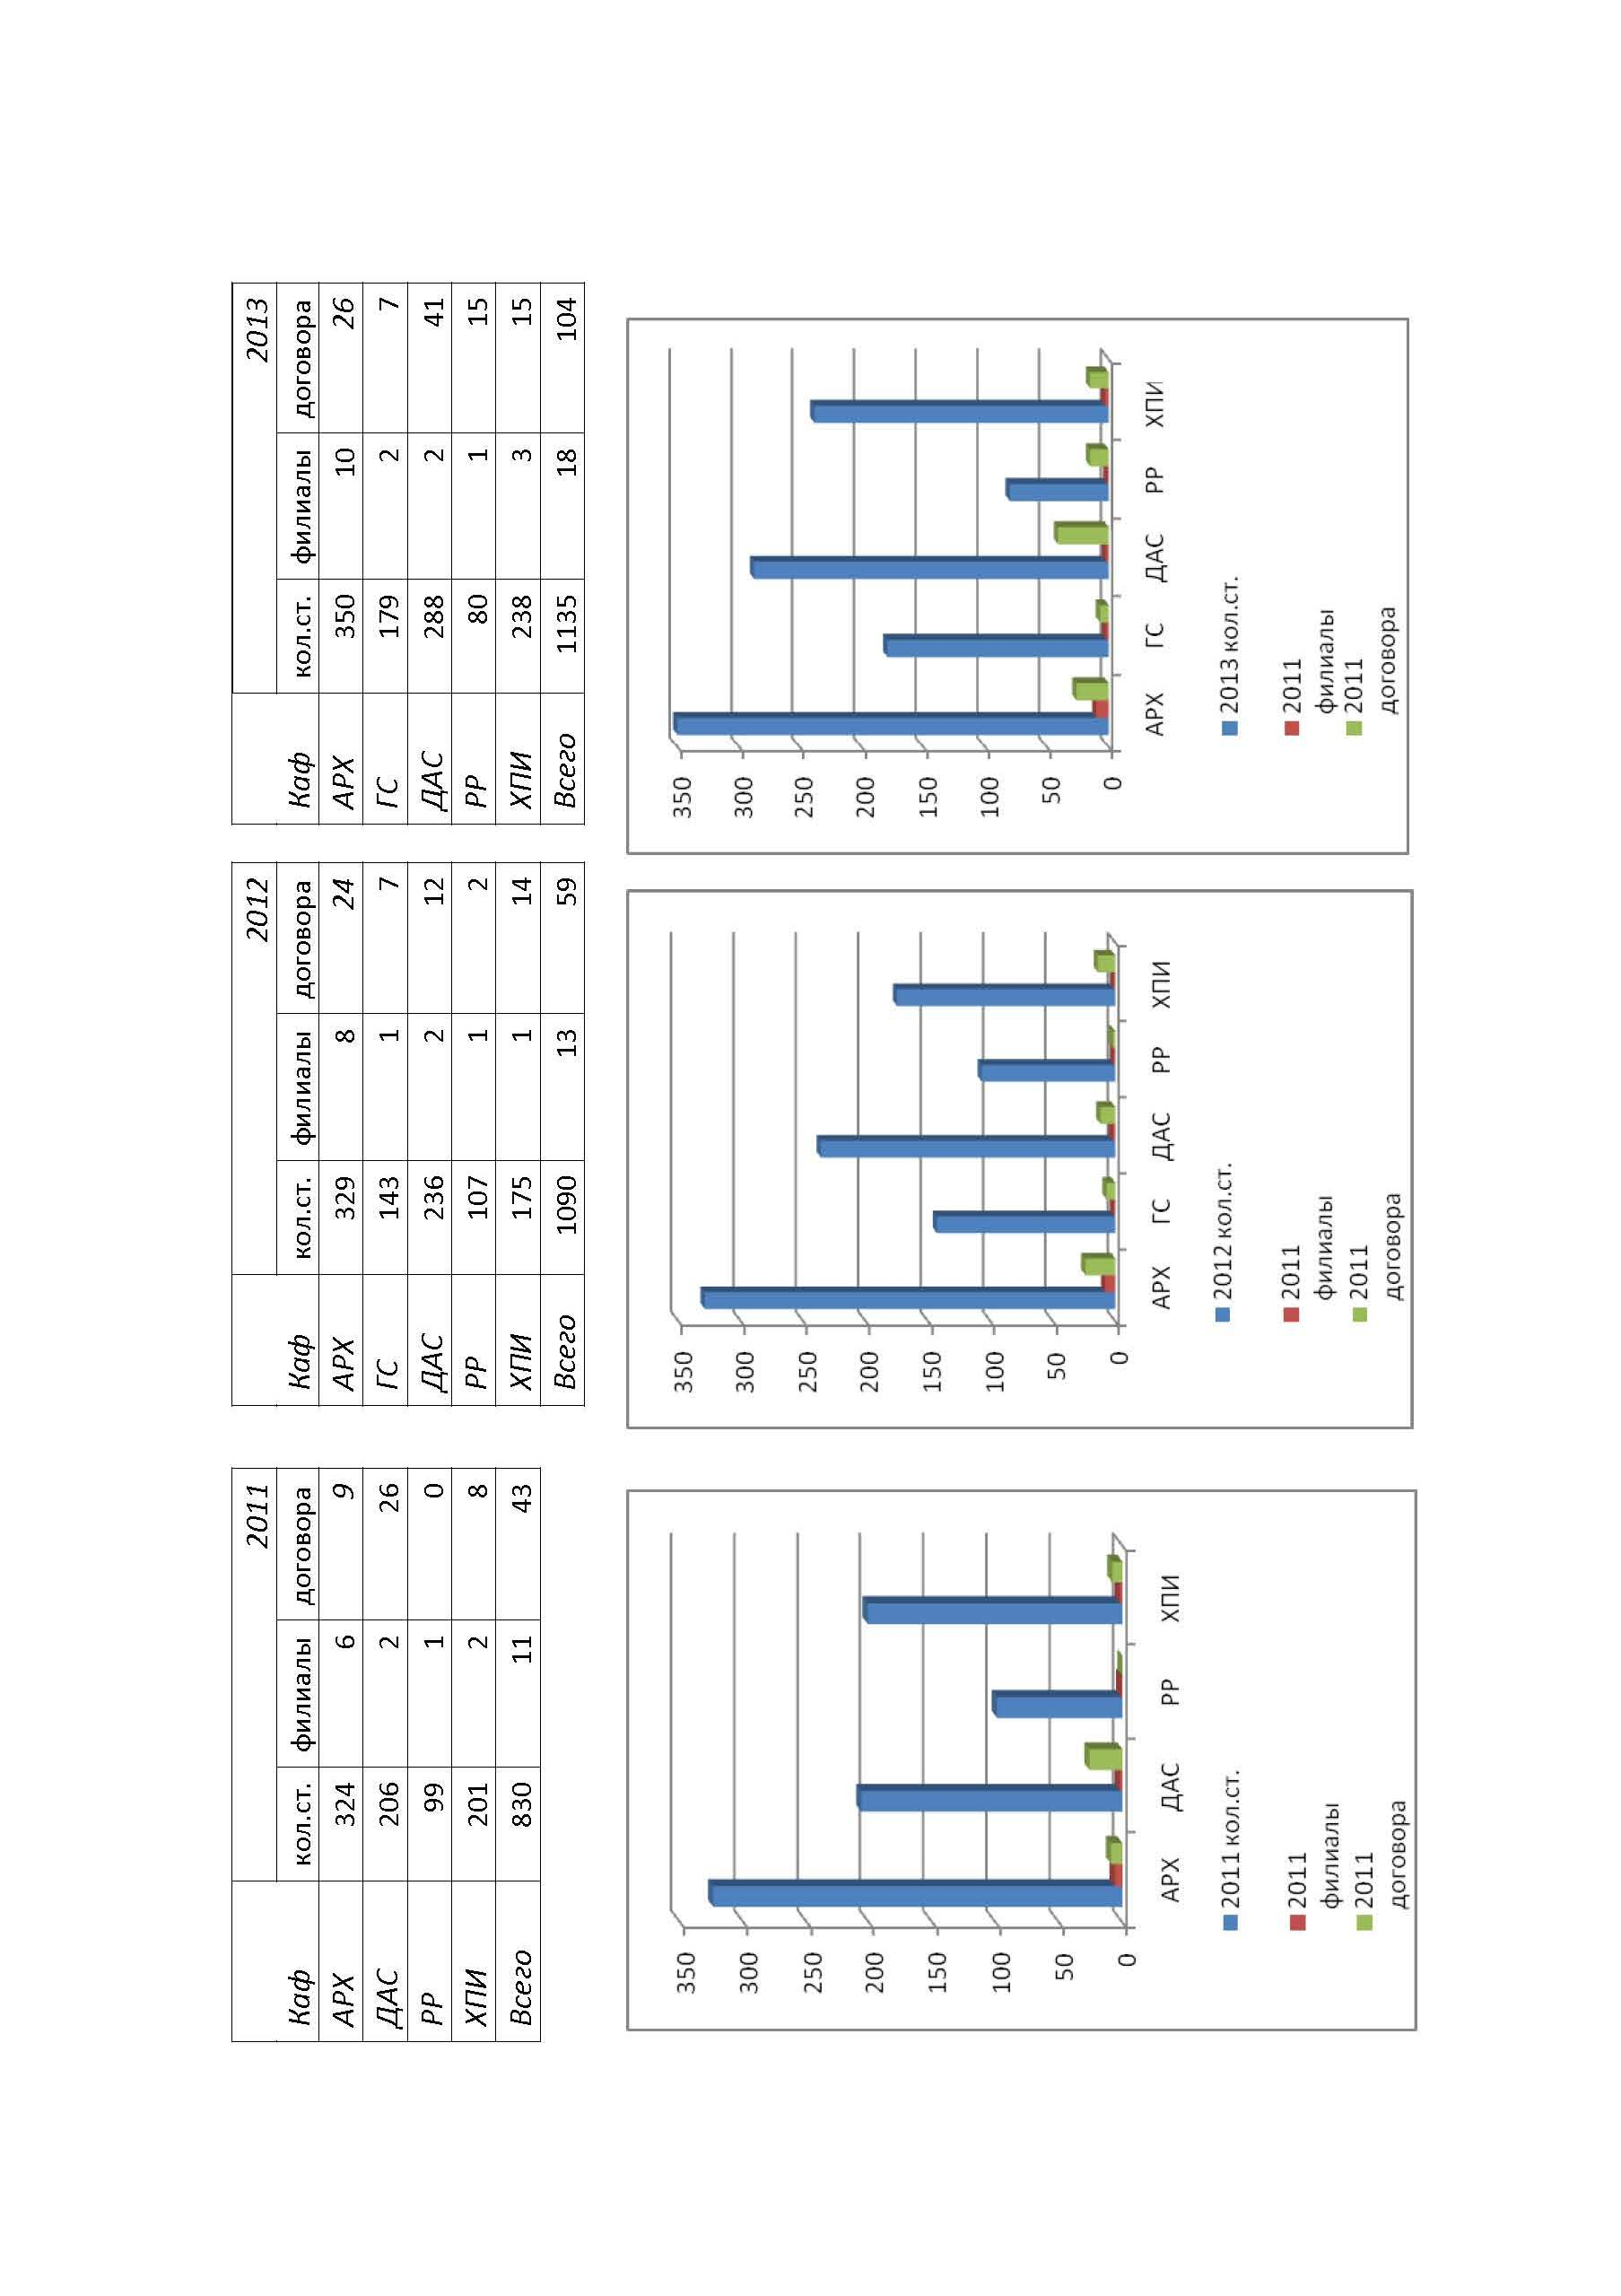 2011
Каф кол.ст. филиалы договора
АРХ 324 6 9
ДАС 206 2 26
РР 99 1 0
ХПИ 201 2 8
Всего 830 11 43
2012
Каф кол.ст. филиалы договора
АРХ 329 8 24
ГС 143 1 7
ДАС 236 2 12
РР 107 1 2
ХПИ 175 1 14
Всего 1090 13 59
2013
Каф кол.ст. филиалы договора
АРХ 350 10 26
ГС 179 2 7
ДАС 288 2 41
РР 80 1 15
ХПИ 238 3 15
Всего 1135 18 104
350
300
250
200
150
100
50
0
АРХ ДАС РР ХПИ
2011 кол.ст.
2011
филиалы
2011
договора
350
300
250
200
150
100
50
0
АРХ ГС ДАС РР ХПИ
2012 кол.ст.
2011
филиалы
2011
договора
350
300
250
200
150
100
50
0
АРХ ГС ДАС РР ХПИ
2013 кол.ст.
2011
филиалы
2011
договора